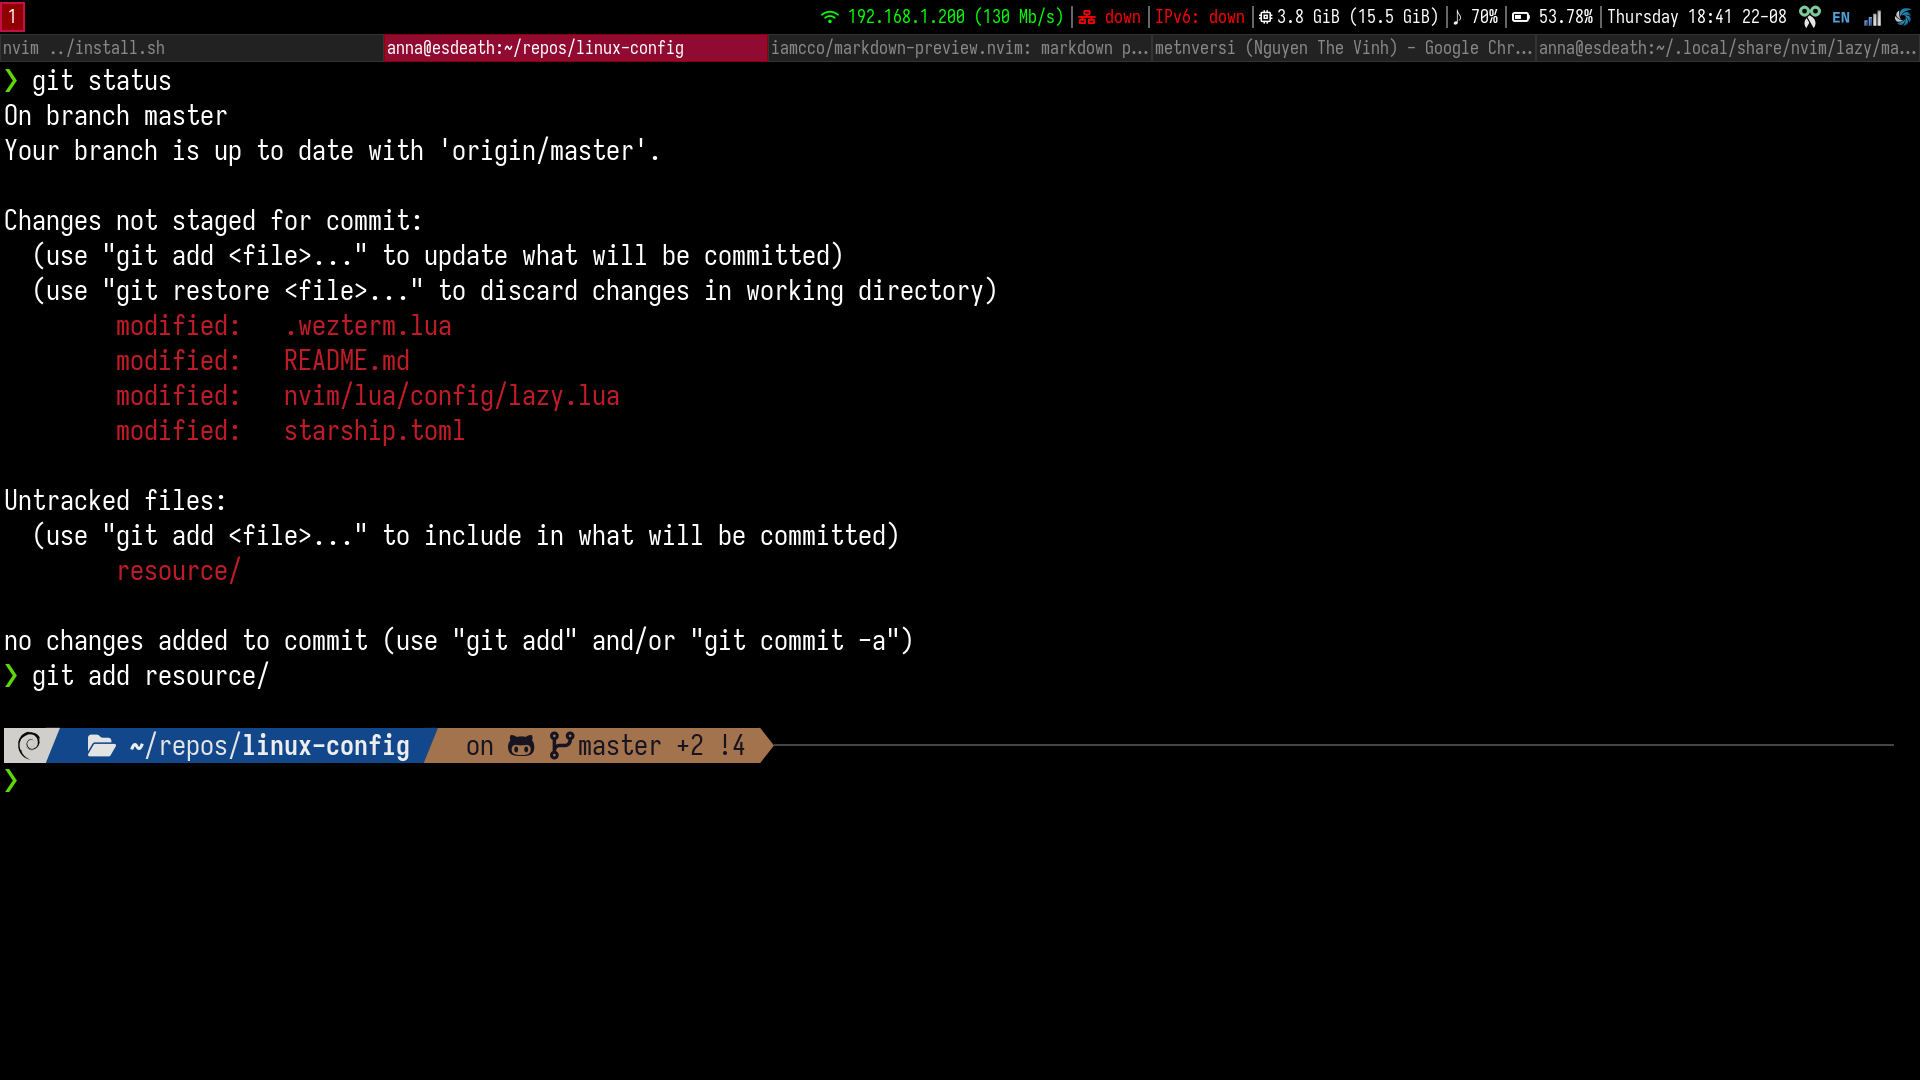 1 192.168.1.200 (130 Mb/s) | down | IPv6: down | 3.8 GiB (15.5 GiB) | ♪ 70% | 53.78% | Thursday 18:41 22-08 EN
nvim ../install.sh anna@esdeath:~/repos/linux-config iamcco/markdown-preview.nvim: markdown p... metnversi (Nguyen The Vinh) – Google Chr... anna@esdeath:~/.local/share/nvim/lazy/ma...
❯ git status
On branch master
Your branch is up to date with 'origin/master'.
Changes not staged for commit:
(use "git add <file>..." to update what will be committed)
(use "git restore <file>..." to discard changes in working directory)
modified: .wezterm.lua
modified: README.md
modified: nvim/lua/config/lazy.lua
modified: starship.toml
Untracked files:
(use "git add <file>..." to include in what will be committed)
resource/
no changes added to commit (use "git add" and/or "git commit -a")
❯ git add resource/
~/repos/linux-config on master +2 !4
❯